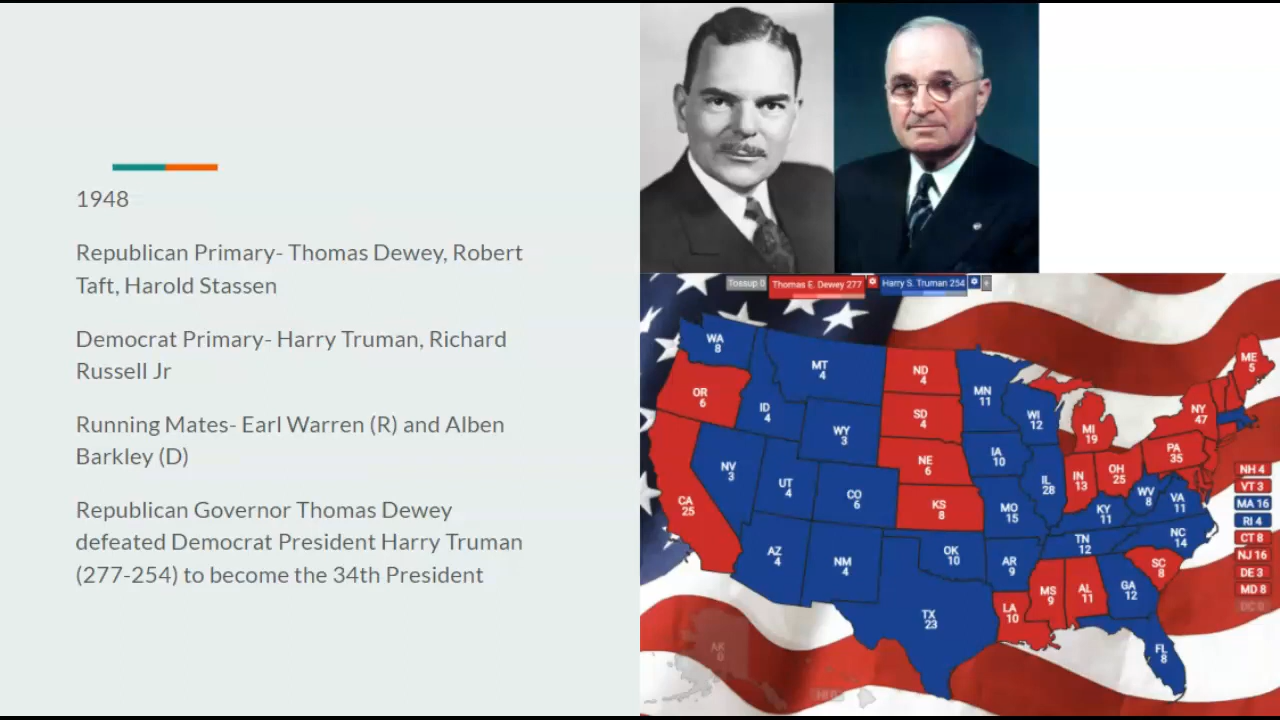 1948
Republican Primary- Thomas Dewey, Robert
Taft, Harold Stassen
Democrat Primary- Harry Truman, Richard
Russell Jr
Running Mates- Earl Warren (R) and Alben
Barkley (D)
Republican Governor Thomas Dewey
defeated Democrat President Harry Truman
(277-254) to become the 34th President
Tossup 0 Thomas E. Dewey 277 Harry S. Truman 254 +
WA
8
OR
6
CA
25
ID
4
NV
3
MT
4
WY
3
UT
4
CO
6
AZ
4
NM
4
ND
4
SD
4
NE
6
KS
8
OK
10
TX
23
MN
11
IA
10
MO
15
AR
9
LA
10
WI
12
IL
28
MI
19
IN
13
OH
25
KY
11
TN
12
MS
9
AL
11
GA
12
FL
8
SC
8
NC
14
VA
11
WV
8
PA
35
NY
47
ME
5
NH 4
VT 3
MA 16
RI 4
CT 8
NJ 16
DE 3
MD 8
DC 0
AK
0